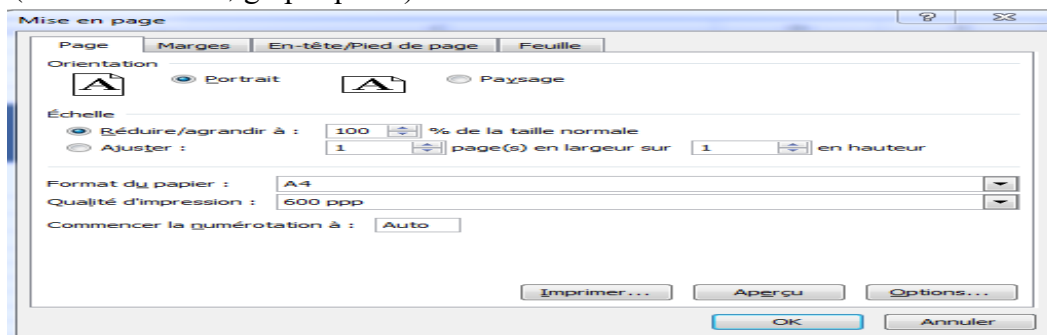 Mise en page
Page Marges En-tête/Pied de page Feuille
Orientation
A Portrait A Paysage
Échelle
Réduire/agrandir à : 100 % de la taille normale
Ajuster : 1 page(s) en largeur sur 1 en hauteur
Format du papier : A4
Qualité d'impression : 600 ppp
Commencer la numérotation à : Auto
Imprimer... Aperçu Options...
OK Annuler